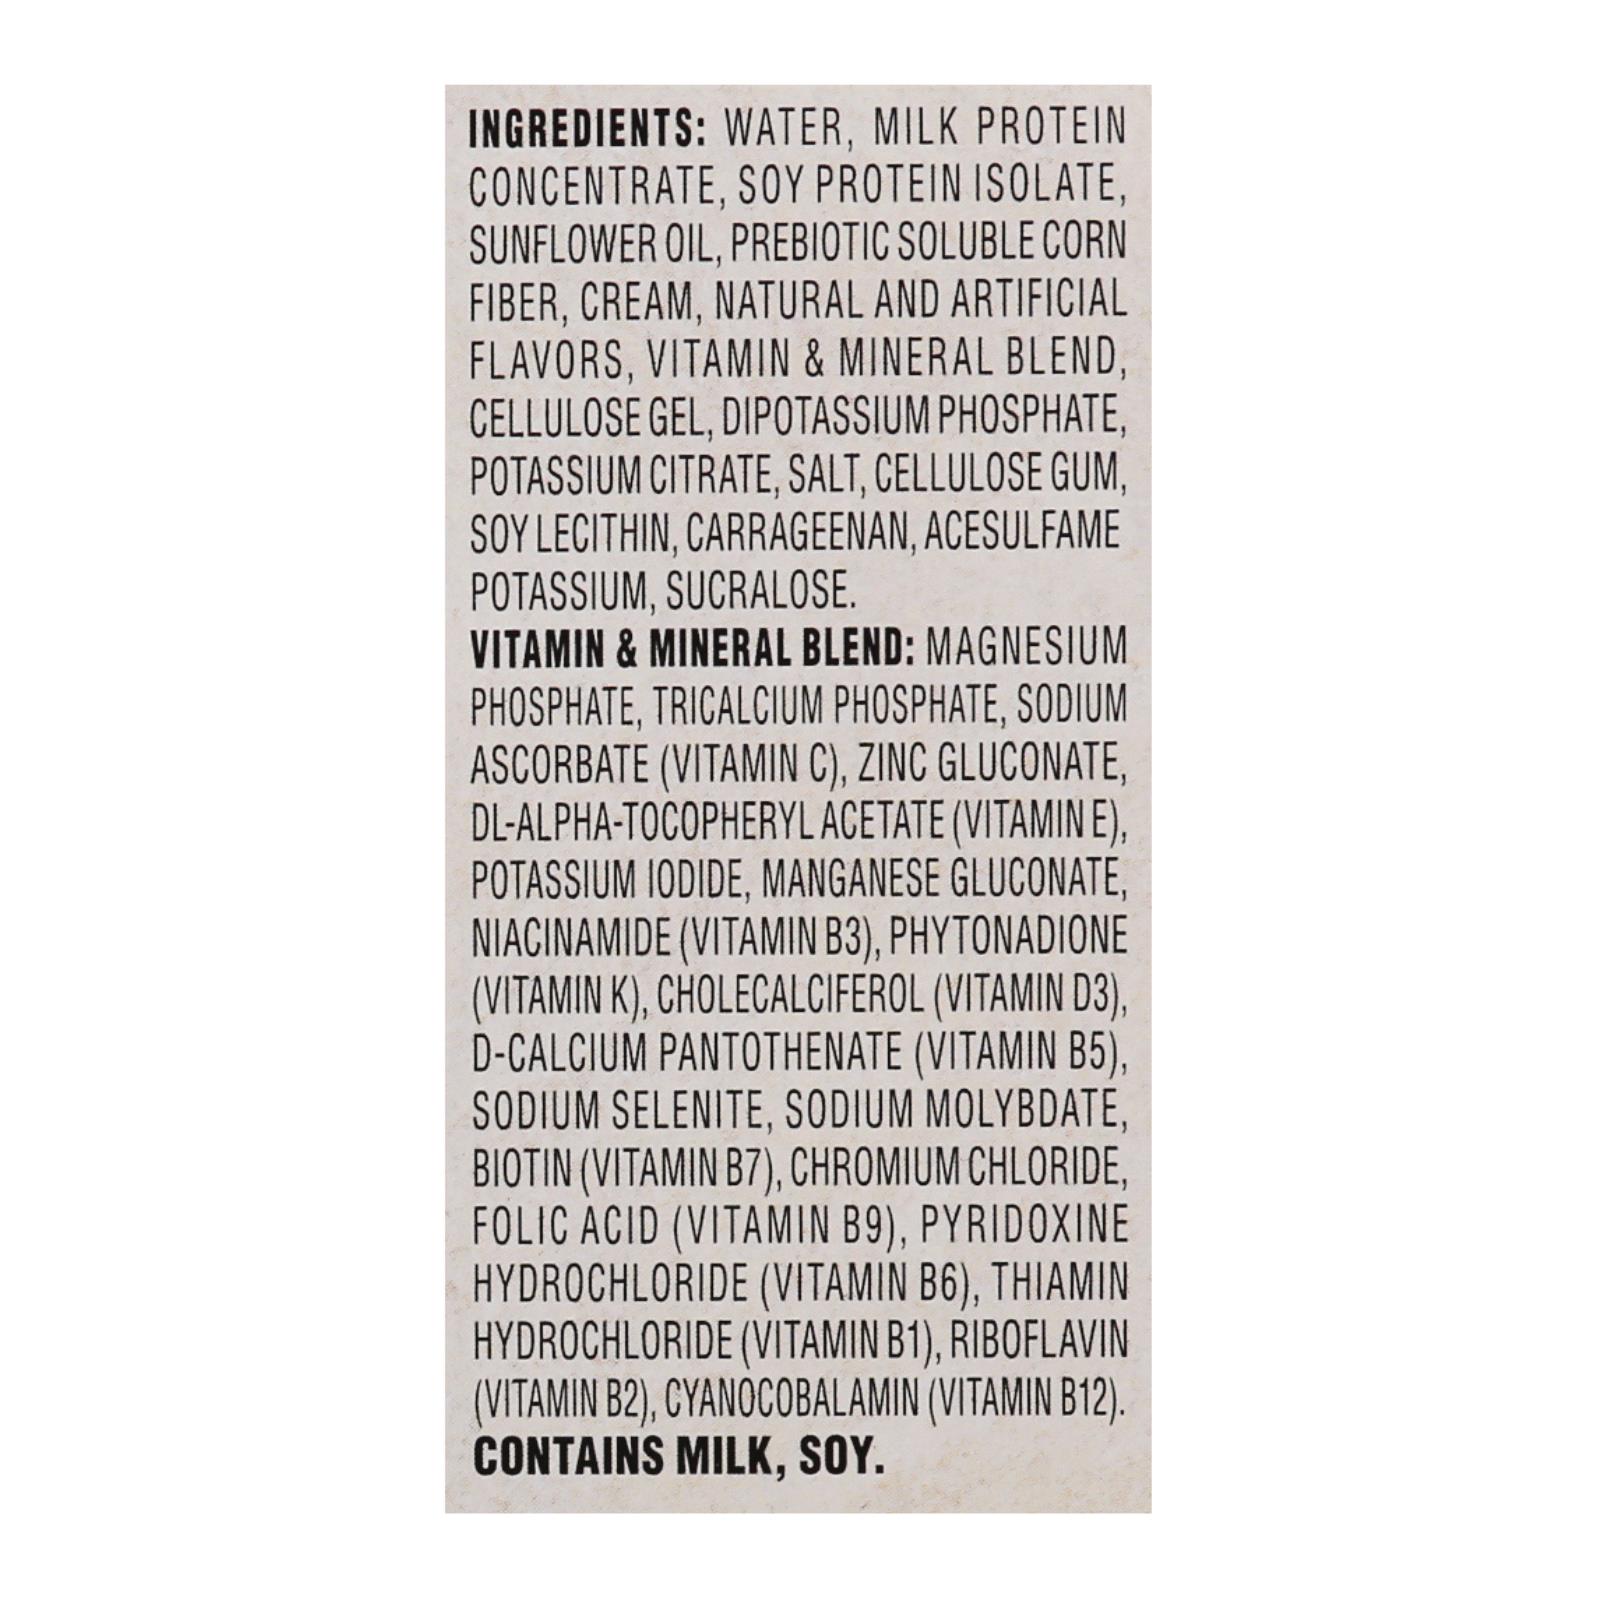 INGREDIENTS: WATER, MILK PROTEIN
CONCENTRATE, SOY PROTEIN ISOLATE,
SUNFLOWER OIL, PREBIOTIC SOLUBLE CORN
FIBER, CREAM, NATURAL AND ARTIFICIAL
FLAVORS, VITAMIN & MINERAL BLEND,
CELLULOSE GEL, DIPOTASSIUM PHOSPHATE,
POTASSIUM CITRATE, SALT, CELLULOSE GUM,
SOY LECITHIN, CARRAGEENAN, ACESULFAME
POTASSIUM, SUCRALOSE.
VITAMIN & MINERAL BLEND: MAGNESIUM
PHOSPHATE, TRICALCIUM PHOSPHATE, SODIUM
ASCORBATE (VITAMIN C), ZINC GLUCONATE,
DL-ALPHA-TOCOPHERYL ACETATE (VITAMIN E),
POTASSIUM IODIDE, MANGANESE GLUCONATE,
NIACINAMIDE (VITAMIN B3), PHYTONADIONE
(VITAMIN K), CHOLECALCIFEROL (VITAMIN D3),
D-CALCIUM PANTOTHENATE (VITAMIN B5),
SODIUM SELENITE, SODIUM MOLYBDATE,
BIOTIN (VITAMIN B7), CHROMIUM CHLORIDE,
FOLIC ACID (VITAMIN B9), PYRIDOXINE
HYDROCHLORIDE (VITAMIN B6), THIAMIN
HYDROCHLORIDE (VITAMIN B1), RIBOFLAVIN
(VITAMIN B2), CYANOCOBALAMIN (VITAMIN B12).
CONTAINS MILK, SOY.